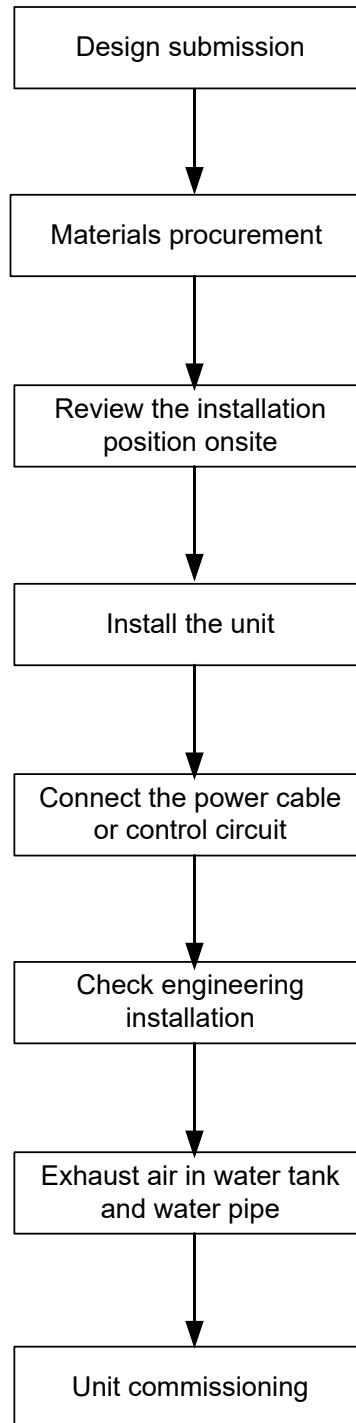 Design submission
Materials procurement
Review the installation
position onsite
Install the unit
Connect the power cable
or control circuit
Check engineering
installation
Exhaust air in water tank
and water pipe
Unit commissioning